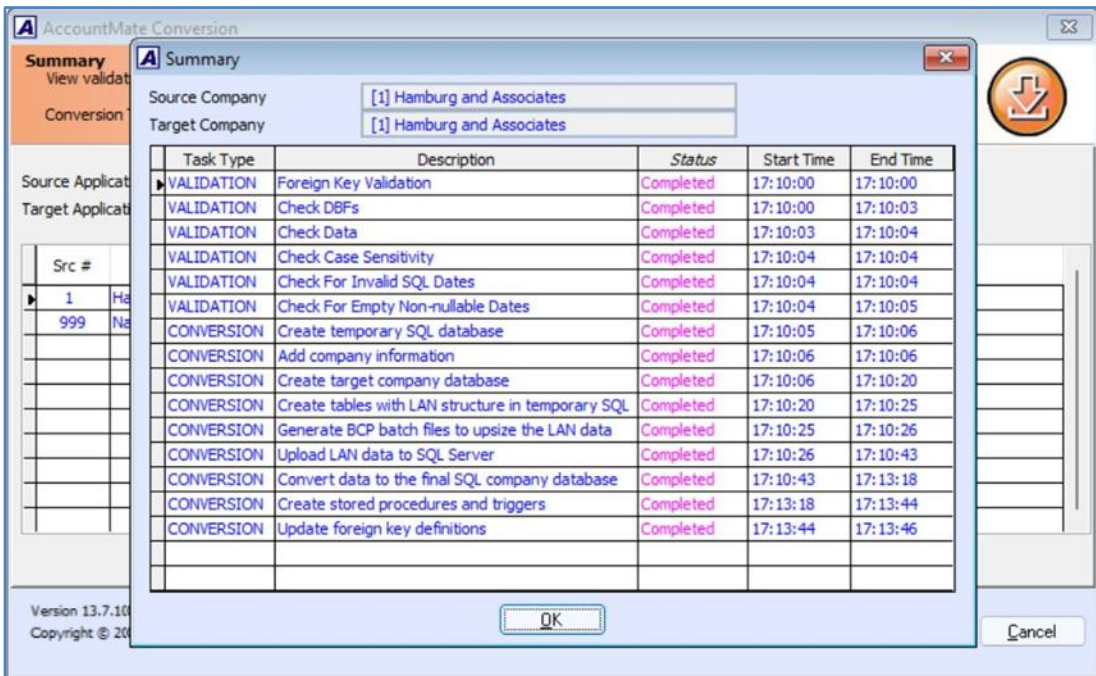 AccountMate Conversion
Summary
View validat
Conversion
Source Applicat
Target Applicati
Src #
1 Ha
999 Na
Version 13.7.10
Copyright © 20
Cancel
Summary
Source Company [1] Hamburg and Associates
Target Company [1] Hamburg and Associates
Task Type Description Status Start Time End Time
VALIDATION Foreign Key Validation Completed 17:10:00 17:10:00
VALIDATION Check DBFs Completed 17:10:00 17:10:03
VALIDATION Check Data Completed 17:10:03 17:10:04
VALIDATION Check Case Sensitivity Completed 17:10:04 17:10:04
VALIDATION Check For Invalid SQL Dates Completed 17:10:04 17:10:04
VALIDATION Check For Empty Non-nullable Dates Completed 17:10:04 17:10:05
CONVERSION Create temporary SQL database Completed 17:10:05 17:10:06
CONVERSION Add company information Completed 17:10:06 17:10:06
CONVERSION Create target company database Completed 17:10:06 17:10:20
CONVERSION Create tables with LAN structure in temporary SQL Completed 17:10:20 17:10:25
CONVERSION Generate BCP batch files to upsize the LAN data Completed 17:10:25 17:10:26
CONVERSION Upload LAN data to SQL Server Completed 17:10:26 17:10:43
CONVERSION Convert data to the final SQL company database Completed 17:10:43 17:13:18
CONVERSION Create stored procedures and triggers Completed 17:13:18 17:13:44
CONVERSION Update foreign key definitions Completed 17:13:44 17:13:46
OK